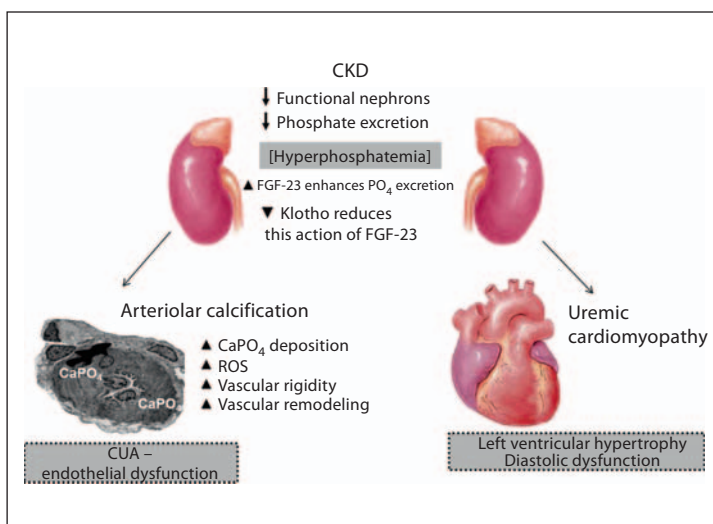 CKD
↓ Functional nephrons
↓ Phosphate excretion
[Hyperphosphatemia]
▲ FGF-23 enhances PO₄ excretion
▼ Klotho reduces
this action of FGF-23
Arteriolar calcification
▲ CaPO₄ deposition
▲ ROS
▲ Vascular rigidity
▲ Vascular remodeling
CaPO₄
CaPO
CUA –
endothelial dysfunction
Uremic
cardiomyopathy
Left ventricular hypertrophy
Diastolic dysfunction